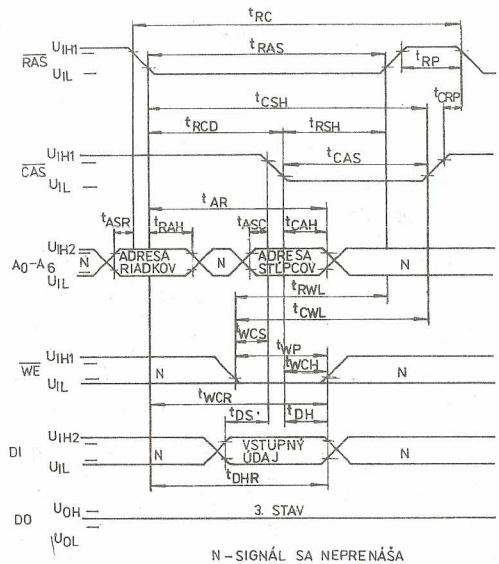 tRC
UIH1
RAS
UIL
tRAS
tRP
tCSH
tCRP
tRCD
tRSH
UIH1
CAS
UIL
tCAS
tAR
tASR
tRAH
tASC
tCAH
UIH2
A0-A6
UIL
N
ADRESA
RIADKOV
N
ADRESA
STĹPCOV
N
tRWL
tCWL
tWCS
tWP
UIH1
WE
UIL
N
tWCH
N
tWCR
tDS
tDH
UIH2
DI
UIL
N
VSTUPNÝ
ÚDAJ
N
tDHR
UOH
DO
UOL
3. STAV
N-SIGNÁL SA NEPRENÁŠA